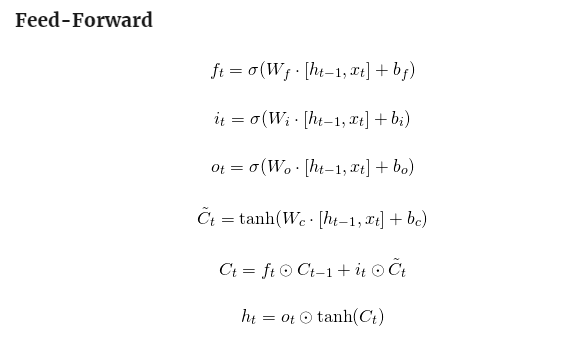 Feed-Forward
f_t = σ(W_f · [h_{t−1}, x_t] + b_f)
i_t = σ(W_i · [h_{t−1}, x_t] + b_i)
o_t = σ(W_o · [h_{t−1}, x_t] + b_o)
C̃_t = tanh(W_c · [h_{t−1}, x_t] + b_c)
C_t = f_t ⊙ C_{t−1} + i_t ⊙ C̃_t
h_t = o_t ⊙ tanh(C_t)